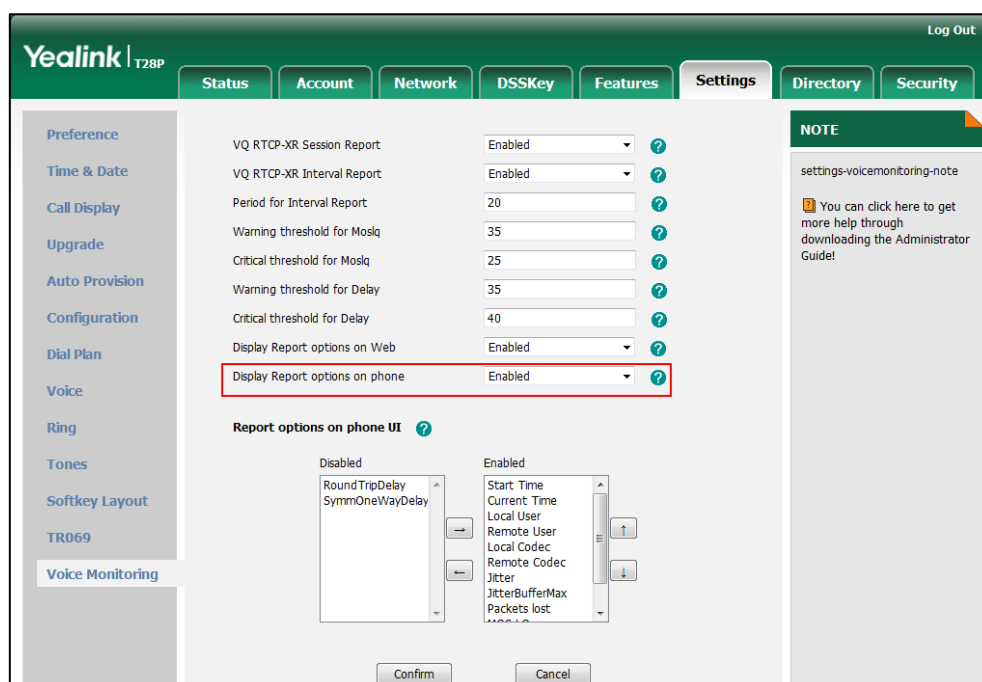 Log Out
Yealink T28P
Status Account Network DSSKey Features Settings Directory Security
Preference
Time & Date
Call Display
Upgrade
Auto Provision
Configuration
Dial Plan
Voice
Ring
Tones
Softkey Layout
TR069
Voice Monitoring
VQ RTCP-XR Session Report Enabled ?
VQ RTCP-XR Interval Report Enabled ?
Period for Interval Report 20 ?
Warning threshold for Moslq 35 ?
Critical threshold for Moslq 25 ?
Warning threshold for Delay 35 ?
Critical threshold for Delay 40 ?
Display Report options on Web Enabled ?
Display Report options on phone Enabled ?
Report options on phone UI ?
Disabled
RoundTripDelay
SymmOneWayDelay
→
←
Enabled
Start Time
Current Time
Local User
Remote User
Local Codec
Remote Codec
Jitter
JitterBufferMax
Packets lost
↑
↓
Confirm Cancel
NOTE
settings-voicemonitoring-note
? You can click here to get
more help through
downloading the Administrator
Guide!